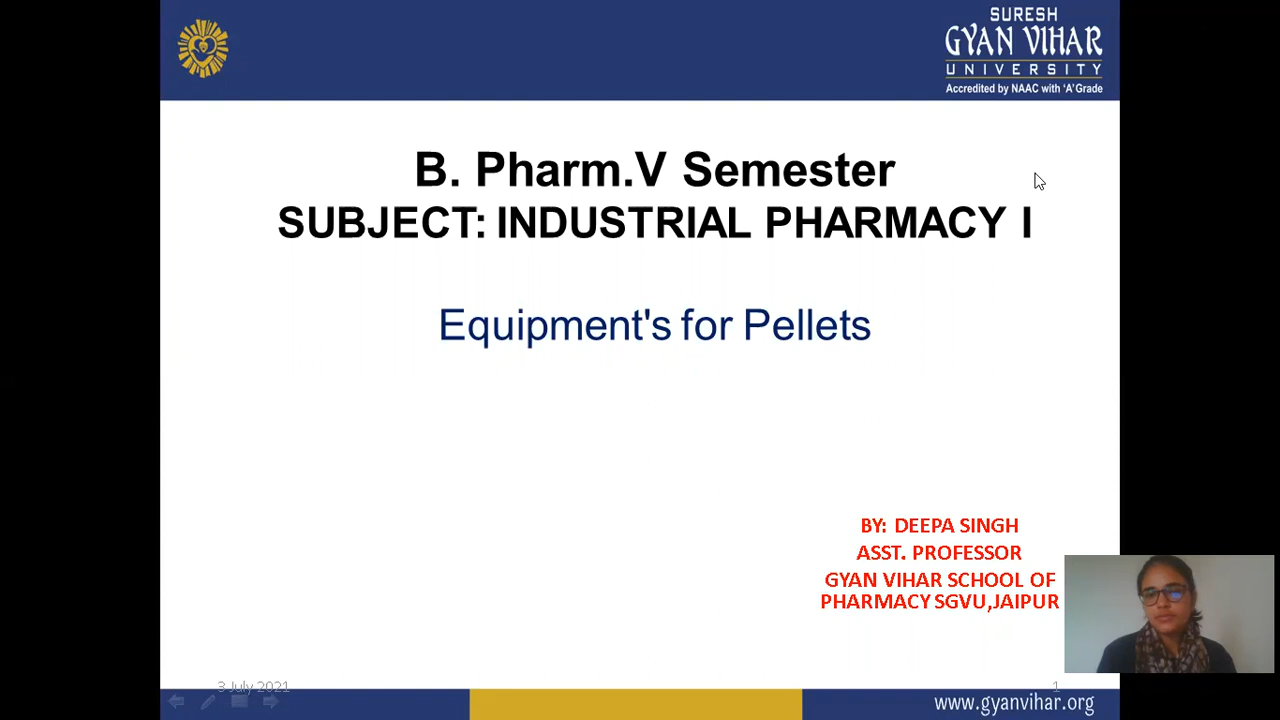 SURESH
GYAN VIHAR
UNIVERSITY
Accredited by NAAC with 'A' Grade
B. Pharm.V Semester
SUBJECT: INDUSTRIAL PHARMACY I
Equipment's for Pellets
BY: DEEPA SINGH
ASST. PROFESSOR
GYAN VIHAR SCHOOL OF
PHARMACY SGVU,JAIPUR
3 July 2021
1
www.gyanvihar.org